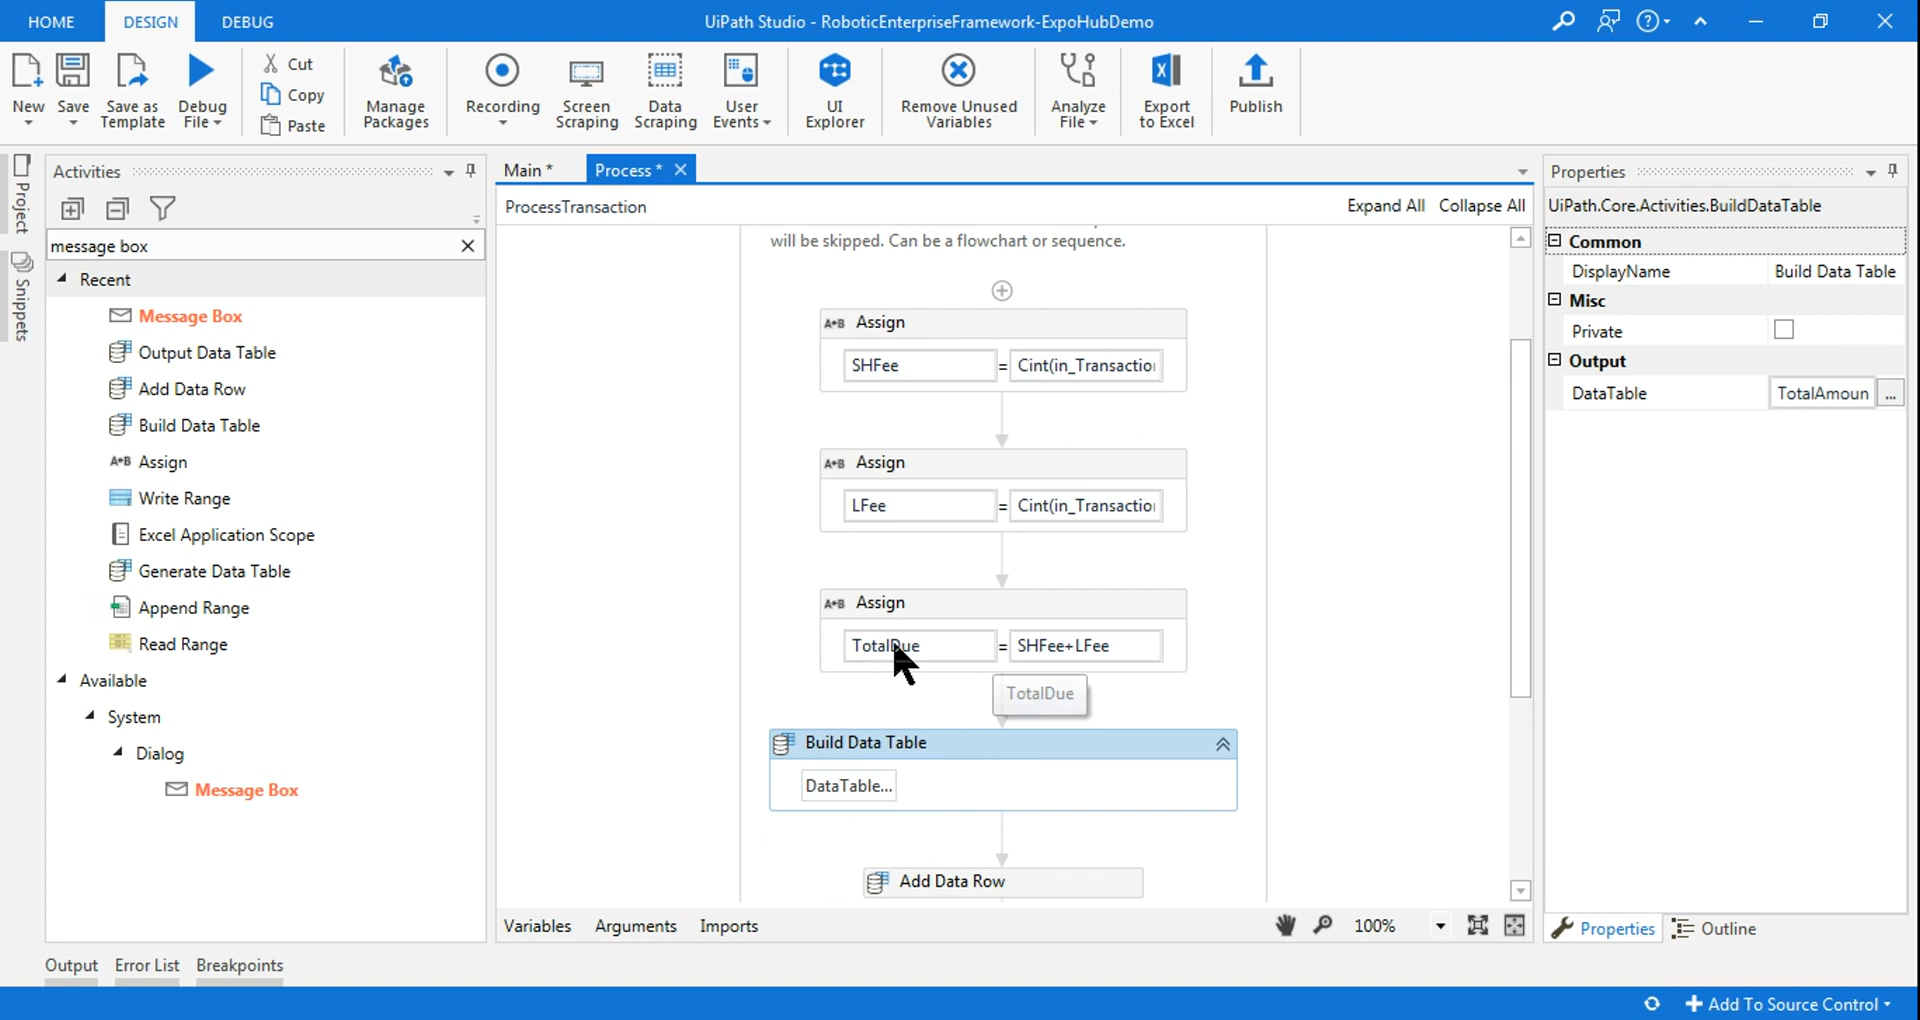 HOME DESIGN DEBUG UiPath Studio - RoboticEnterpriseFramework-ExpoHubDemo
New Save Save as Template Debug File Cut Copy Paste Manage Packages Recording Screen Scraping Data Scraping User Events UI Explorer Remove Unused Variables Analyze File Export to Excel Publish
Project
Snippets
Activities
message box
Recent
Message Box
Output Data Table
Add Data Row
Build Data Table
A+B Assign
Write Range
Excel Application Scope
Generate Data Table
Append Range
Read Range
Available
System
Dialog
Message Box
Main * Process *
ProcessTransaction Expand All Collapse All
will be skipped. Can be a flowchart or sequence.
A+B Assign
SHFee = Cint(in_Transactio
A+B Assign
LFee = Cint(in_Transactio
A+B Assign
TotalDue = SHFee+LFee
TotalDue
Build Data Table
DataTable...
Add Data Row
Variables Arguments Imports 100%
Properties
UiPath.Core.Activities.BuildDataTable
Common
DisplayName Build Data Table
Misc
Private
Output
DataTable TotalAmoun ...
Properties Outline
Output Error List Breakpoints
Add To Source Control